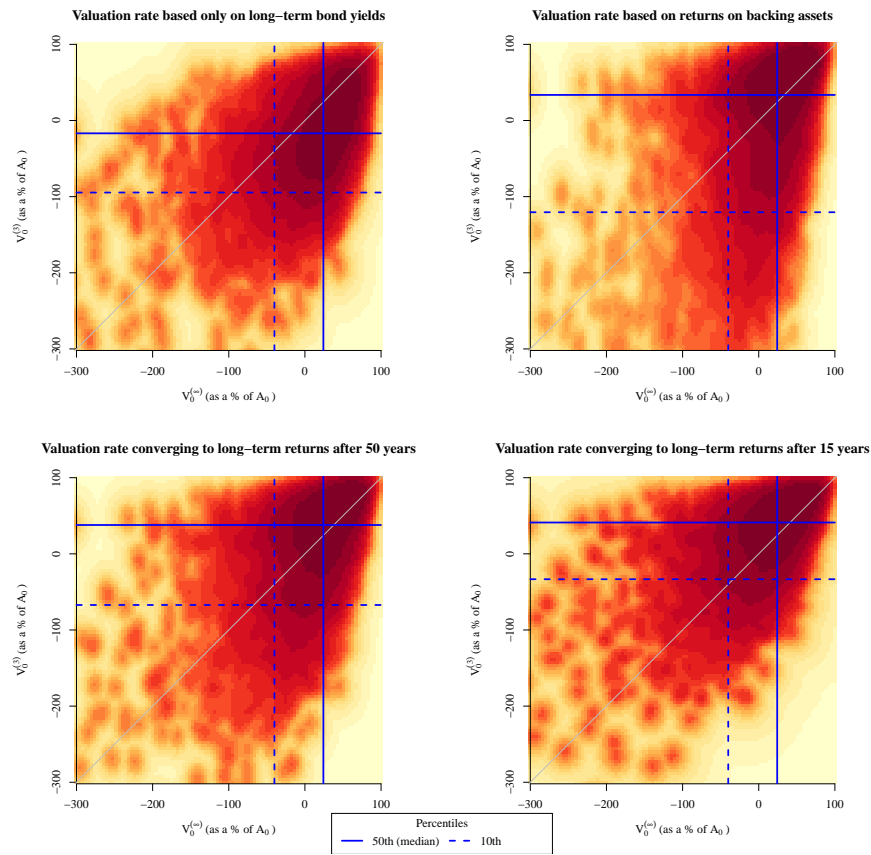 Valuation rate based only on long−term bond yields
100
0
−100
−200
−300
V₀⁽³⁾ (as a % of A₀ )
−300 −200 −100 0 100
V₀⁽∞⁾ (as a % of A₀ )
Valuation rate based on returns on backing assets
100
0
−100
−200
−300
V₀⁽³⁾ (as a % of A₀ )
−300 −200 −100 0 100
V₀⁽∞⁾ (as a % of A₀ )
Valuation rate converging to long−term returns after 50 years
100
0
−100
−200
−300
V₀⁽³⁾ (as a % of A₀ )
−300 −200 −100 0 100
V₀⁽∞⁾ (as a % of A₀ )
Valuation rate converging to long−term returns after 15 years
100
0
−100
−200
−300
V₀⁽³⁾ (as a % of A₀ )
−300 −200 −100 0 100
V₀⁽∞⁾ (as a % of A₀ )
Percentiles
50th (median) 10th